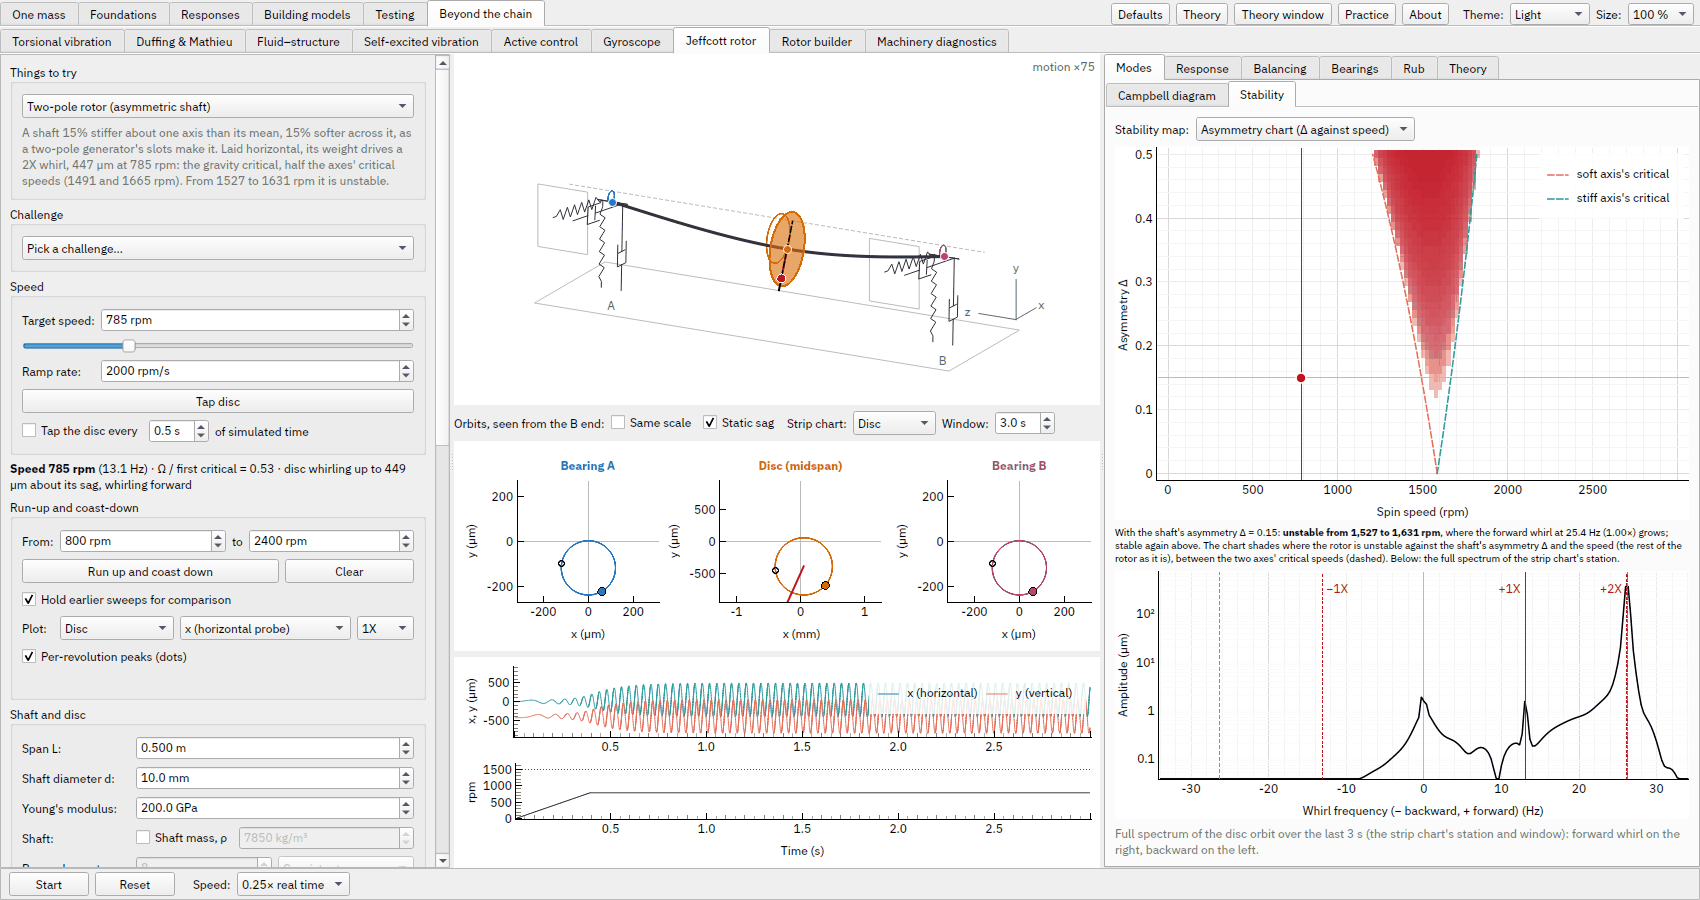 One mass Foundations Responses Building models Testing Beyond the chain Defaults Theory Theory window Practice About Theme: Light Size: 100 %
Torsional vibration Duffing & Mathieu Fluid–structure Self-excited vibration Active control Gyroscope Jeffcott rotor Rotor builder Machinery diagnostics
Things to try
Two-pole rotor (asymmetric shaft)
A shaft 15% stiffer about one axis than its mean, 15% softer across it, as
a two-pole generator's slots make it. Laid horizontal, its weight drives a
2X whirl, 447 µm at 785 rpm: the gravity critical, half the axes' critical
speeds (1491 and 1665 rpm). From 1527 to 1631 rpm it is unstable.
Challenge
Pick a challenge...
Speed
Target speed: 785 rpm
Ramp rate: 2000 rpm/s
Tap disc
Tap the disc every 0.5 s of simulated time
Speed 785 rpm (13.1 Hz) · Ω / first critical = 0.53 · disc whirling up to 449
µm about its sag, whirling forward
Run-up and coast-down
From: 800 rpm to 2400 rpm
Run up and coast down Clear
Hold earlier sweeps for comparison
Plot: Disc x (horizontal probe) 1X
Per-revolution peaks (dots)
Shaft and disc
Span L: 0.500 m
Shaft diameter d: 10.0 mm
Young's modulus: 200.0 GPa
Shaft: Shaft mass, ρ 7850 kg/m³
Start Reset Speed: 0.25× real time
motion ×75
A
B
y
x
z
Orbits, seen from the B end: Same scale Static sag Strip chart: Disc Window: 3.0 s
Bearing A
y (µm)
200
0
-200
-200 0 200
x (µm)
Disc (midspan)
y (µm)
500
0
-500
-1 0 1
x (mm)
Bearing B
y (µm)
200
0
-200
-200 0 200
x (µm)
x, y (µm)
500
0
-500
x (horizontal) y (vertical)
0.5 1.0 1.5 2.0 2.5
rpm
1500
1000
500
0
0.5 1.0 1.5 2.0 2.5
Time (s)
Modes Response Balancing Bearings Rub Theory
Campbell diagram Stability
Stability map: Asymmetry chart (Δ against speed)
Asymmetry Δ
0.5
0.4
0.3
0.2
0.1
0
soft axis's critical
stiff axis's critical
0 500 1000 1500 2000 2500
Spin speed (rpm)
With the shaft's asymmetry Δ = 0.15: unstable from 1,527 to 1,631 rpm, where the forward whirl at 25.4 Hz (1.00×) grows;
stable again above. The chart shades where the rotor is unstable against the shaft's asymmetry Δ and the speed (the rest of the
rotor as it is), between the two axes' critical speeds (dashed). Below: the full spectrum of the strip chart's station.
Amplitude (µm)
10²
10¹
1
0.1
−1X +1X +2X
-30 -20 -10 0 10 20 30
Whirl frequency (− backward, + forward) (Hz)
Full spectrum of the disc orbit over the last 3 s (the strip chart's station and window): forward whirl on the
right, backward on the left.